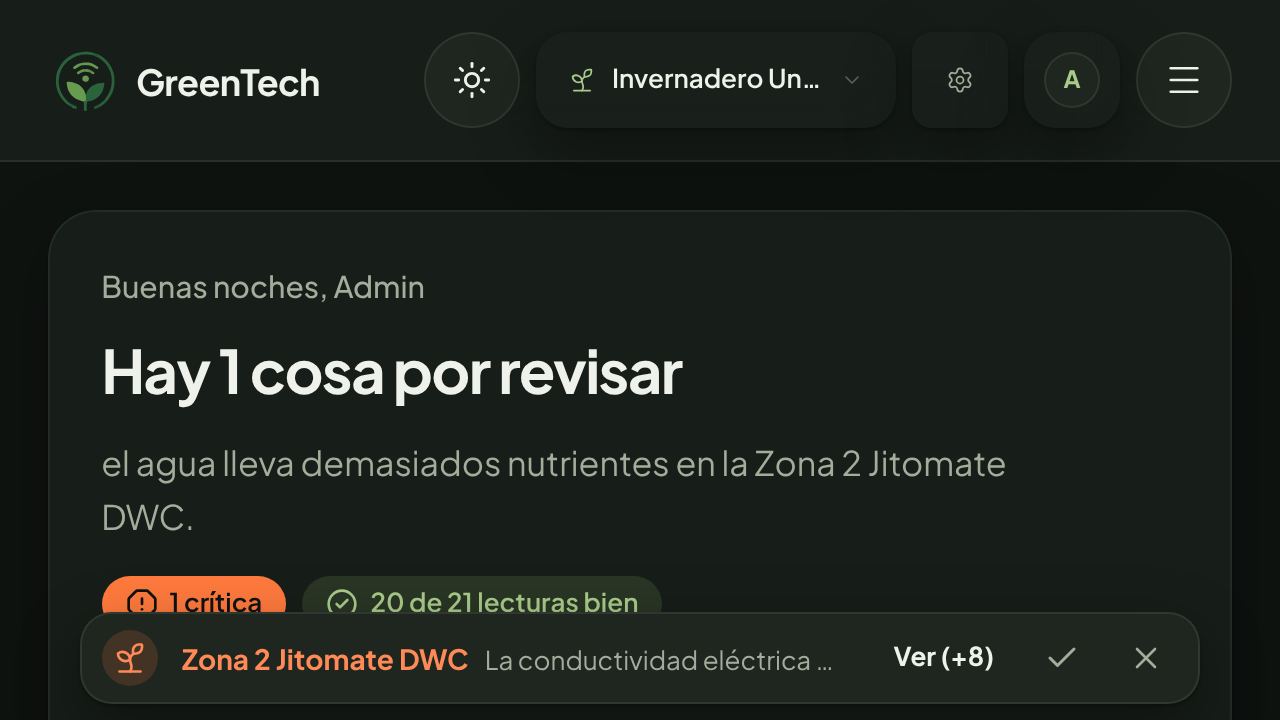 GreenTech
Invernadero Un...
A
Buenas noches, Admin
Hay 1 cosa por revisar
el agua lleva demasiados nutrientes en la Zona 2 Jitomate
DWC.
1 crítica
20 de 21 lecturas bien
Zona 2 Jitomate DWC La conductividad eléctrica ...
Ver (+8)